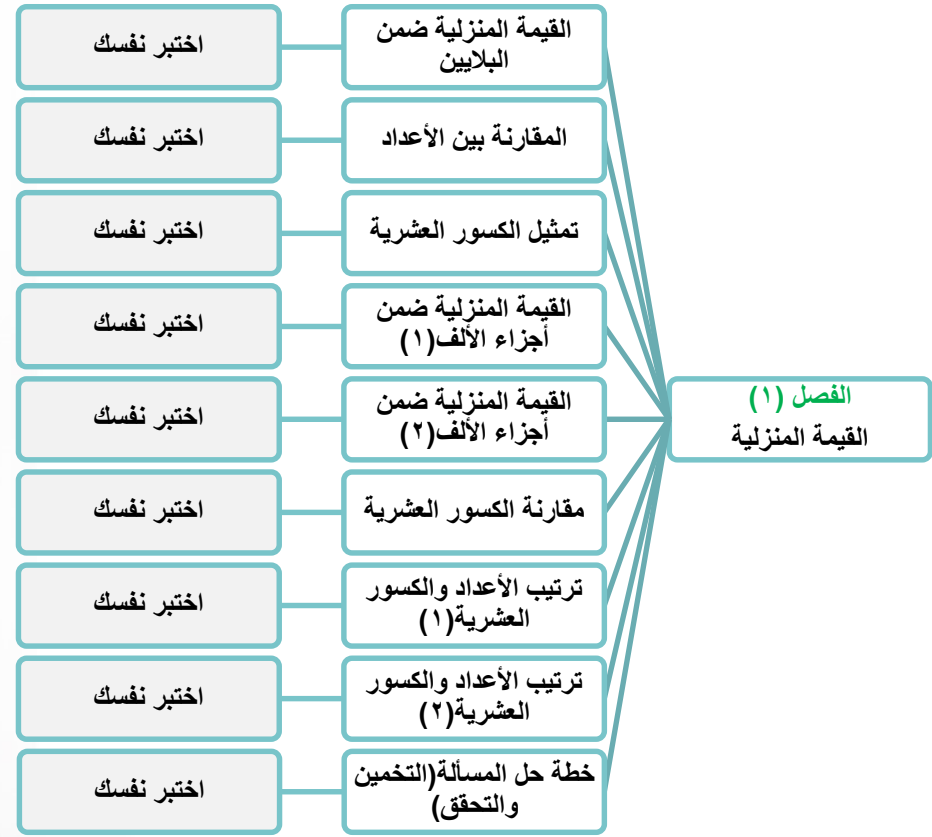 الفصل (١)
القيمة المنزلية
القيمة المنزلية ضمن
البلايين
اختبر نفسك
المقارنة بين الأعداد
اختبر نفسك
تمثيل الكسور العشرية
اختبر نفسك
القيمة المنزلية ضمن
أجزاء الألف(١)
اختبر نفسك
القيمة المنزلية ضمن
أجزاء الألف(٢)
اختبر نفسك
مقارنة الكسور العشرية
اختبر نفسك
ترتيب الأعداد والكسور
العشرية(١)
اختبر نفسك
ترتيب الأعداد والكسور
العشرية(٢)
اختبر نفسك
خطة حل المسألة(التخمين
والتحقق)
اختبر نفسك